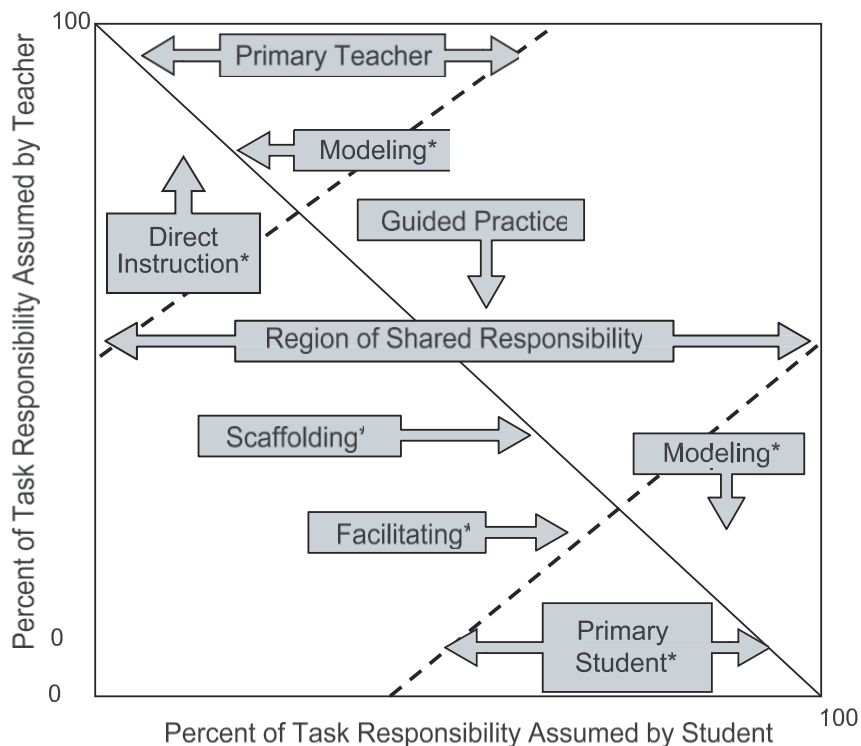 100
Percent of Task Responsibility Assumed by Teacher
Primary Teacher
Modeling*
Guided Practice
Direct
Instruction*
Region of Shared Responsibility
Scaffolding*
Modeling*
Facilitating*
Primary
Student*
0
0
100
Percent of Task Responsibility Assumed by Student